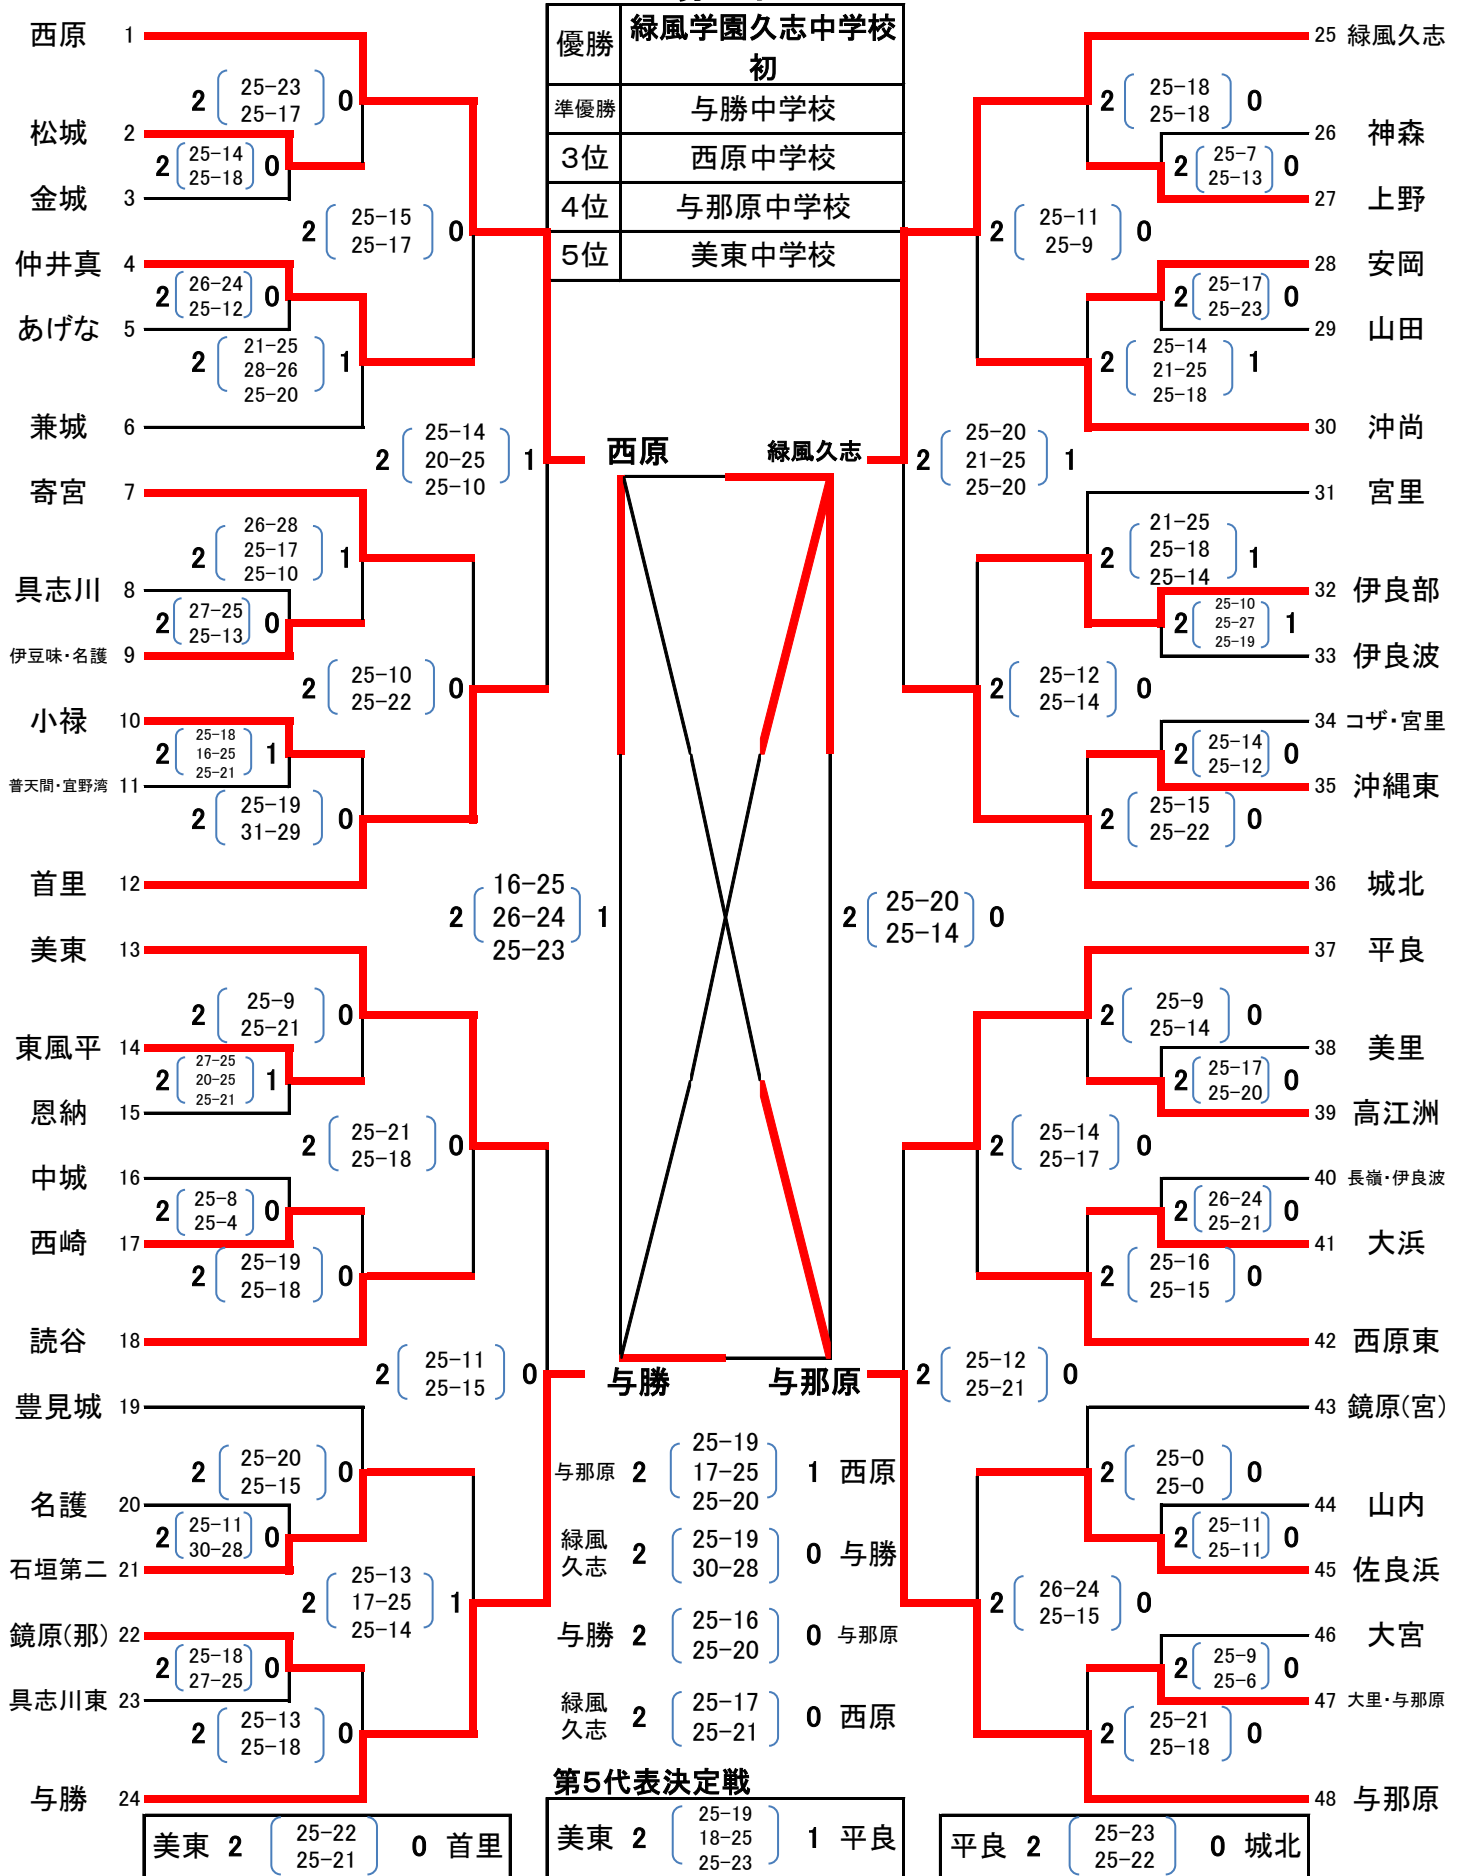 優勝 緑風学園久志中学校
初
準優勝 与勝中学校
3位 西原中学校
4位 与那原中学校
5位 美東中学校
西原 1
2 25-23 0
25-17
松城 2
2 25-14 0
25-18
金城 3
2 25-15 0
25-17
仲井真 4
2 26-24 0
25-12
あげな 5
2 21-25 1
28-26
25-20
兼城 6
2 25-14 1
20-25
25-10
寄宮 7
2 26-28 1
25-17
25-10
具志川 8
2 27-25 0
25-13
伊豆味・名護 9
2 25-10 0
25-22
小禄 10
2 25-18 1
16-25
25-21
普天間・宜野湾 11
2 25-19 0
31-29
首里 12
2 16-25 1
26-24
25-23
美東 13
2 25-9 0
25-21
東風平 14
2 27-25 1
20-25
25-21
恩納 15
2 25-21 0
25-18
中城 16
2 25-8 0
25-4
西崎 17
2 25-19 0
25-18
読谷 18
2 25-11 0
25-15
豊見城 19
2 25-20 0
25-15
名護 20
2 25-11 0
30-28
石垣第二 21
2 25-13 1
17-25
25-14
鏡原(那) 22
2 25-18 0
27-25
具志川東 23
2 25-13 0
25-18
与勝 24
西原 緑風久志
与勝 与那原
与那原 2 25-19 1 西原
17-25
25-20
緑風
久志 2 25-19 0 与勝
30-28
与勝 2 25-16 0 与那原
25-20
緑風
久志 2 25-17 0 西原
25-21
25 緑風久志
2 25-18 0
25-18
26 神森
2 25-7 0
25-13
27 上野
2 25-11 0
25-9
28 安岡
2 25-17 0
25-23
29 山田
2 25-14 1
21-25
25-18
30 沖尚
2 25-20 1
21-25
25-20
31 宮里
2 21-25 1
25-18
25-14
32 伊良部
2 25-10 1
25-27
25-19
33 伊良波
2 25-12 0
25-14
34 コザ・宮里
2 25-14 0
25-12
35 沖縄東
2 25-15 0
25-22
36 城北
2 25-20 0
25-14
37 平良
2 25-9 0
25-14
38 美里
2 25-17 0
25-20
39 高江洲
2 25-14 0
25-17
40 長嶺・伊良波
2 26-24 0
25-21
41 大浜
2 25-16 0
25-15
42 西原東
2 25-12 0
25-21
43 鏡原(宮)
2 25-0 0
25-0
44 山内
2 25-11 0
25-11
45 佐良浜
2 26-24 0
25-15
46 大宮
2 25-9 0
25-6
47 大里・与那原
2 25-21 0
25-18
48 与那原
美東 2 25-22 0 首里
25-21
第5代表決定戦
美東 2 25-19 1 平良
18-25
25-23
平良 2 25-23 0 城北
25-22